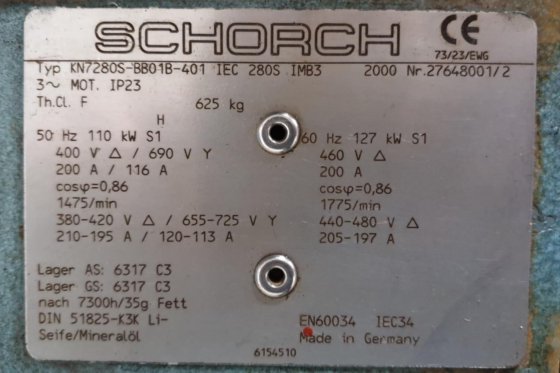 SCHORCH CE
73/23/EWG
Typ KN7280S-BB01B-401 IEC 280S IMB3 2000 Nr.27648001/2
3~ MOT. IP23
Th.Cl. F 625 kg
H
50 Hz 110 kW S1 60 Hz 127 kW S1
400 V Δ / 690 V Y 460 V Δ
200 A / 116 A 200 A
cosφ=0,86 cosφ=0,86
1475/min 1775/min
380-420 V Δ / 655-725 V Y 440-480 V Δ
210-195 A / 120-113 A 205-197 A
Lager AS: 6317 C3
Lager GS: 6317 C3
nach 7300h/35g Fett
DIN 51825-K3K Li- EN60034 IEC34
Seife/Mineralöl Made in Germany
6154510